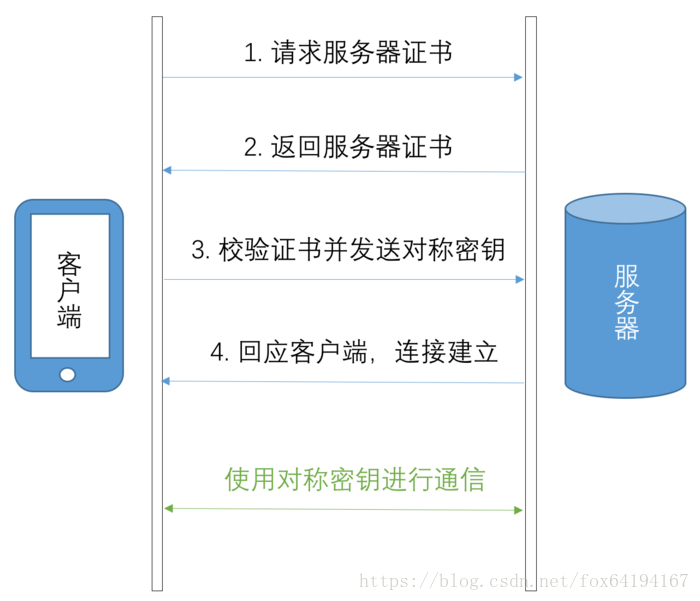 1. 请求服务器证书
2. 返回服务器证书
3. 校验证书并发送对称密钥
客户端
服务器
4. 回应客户端，连接建立
使用对称密钥进行通信
https://blog.csdn.net/fox64194167